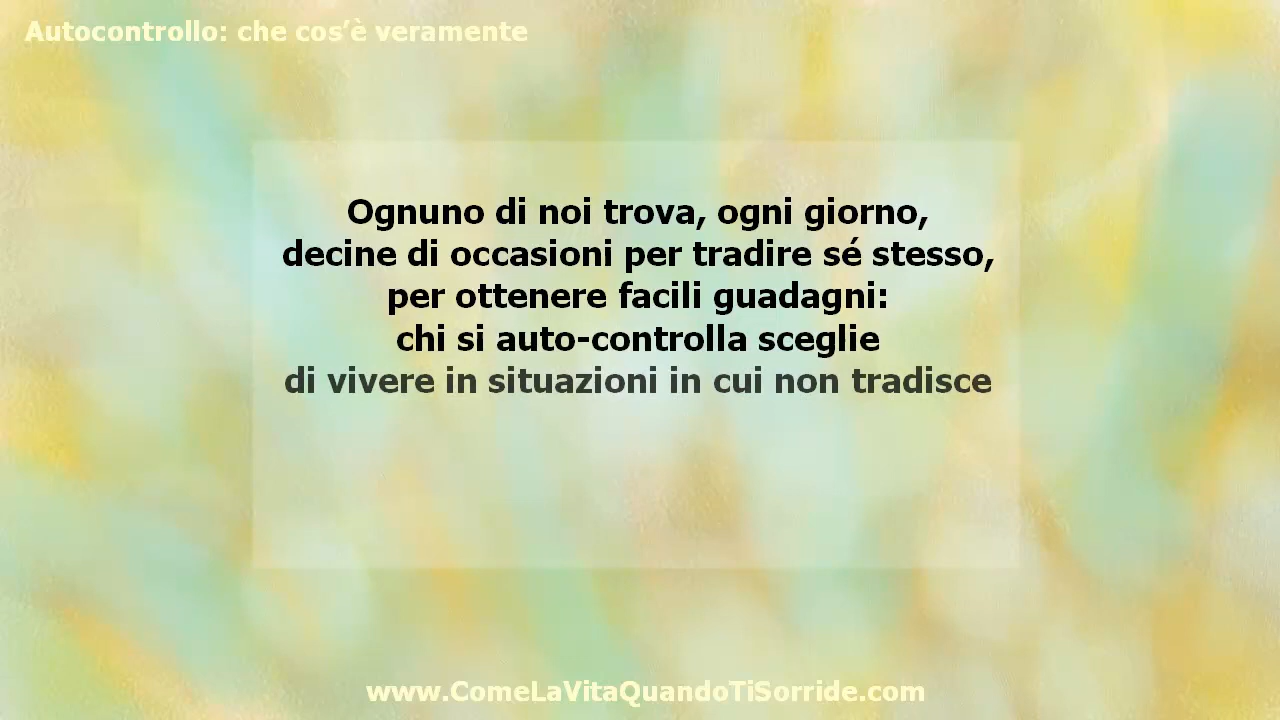 Autocontrollo: che cos’è veramente
Ognuno di noi trova, ogni giorno,
decine di occasioni per tradire sé stesso,
per ottenere facili guadagni:
chi si auto-controlla sceglie
di vivere in situazioni in cui non tradisce
www.ComeLaVitaQuandoTiSorride.com